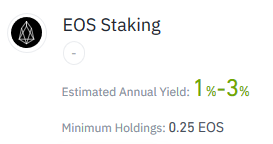 EOS Staking
-
Estimated Annual Yield: 1%-3%
Minimum Holdings: 0.25 EOS